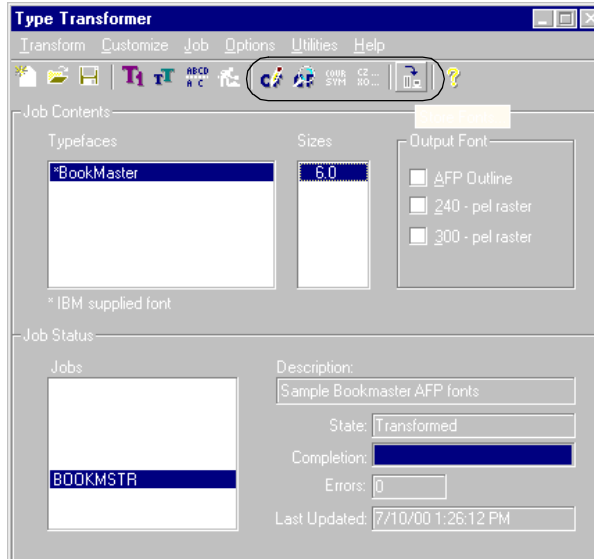 Type Transformer
Transform Customize Job Options Utilities Help
Job Contents
Typefaces
Sizes
Output Font
*BookMaster
6.0
AFP Outline
240 - pel raster
300 - pel raster
* IBM supplied font
Job Status
Jobs
Description:
Sample Bookmaster AFP fonts
State: Transformed
Completion:
BOOKMSTR
Errors: 0
Last Updated: 7/10/00 1:26:12 PM